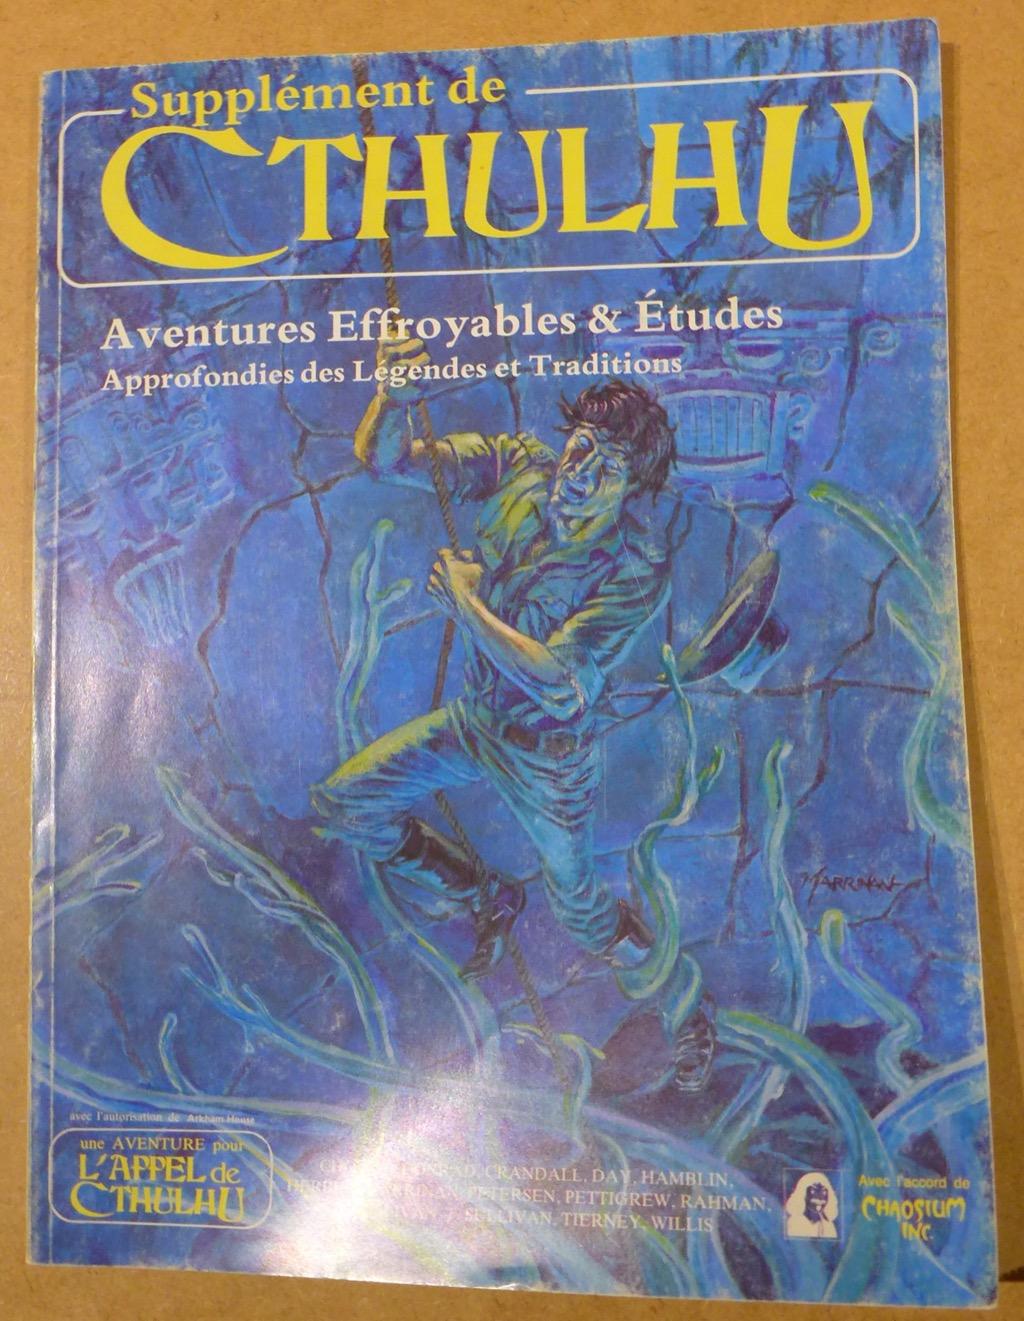 Supplément de
CTHULHU
Aventures Effroyables & Études
Approfondies des Légendes et Traditions
MARRINAN
avec l'autorisation de Arkham House
une AVENTURE pour
L'APPEL de
CTHULHU
CONRAD, CRANDALL, DAY, HAMBLIN,
PETERSEN, PETTIGREW, RAHMAN,
SULLIVAN, TIERNEY, WILLIS
Avec l'accord de
CHAOSIUM
INC.